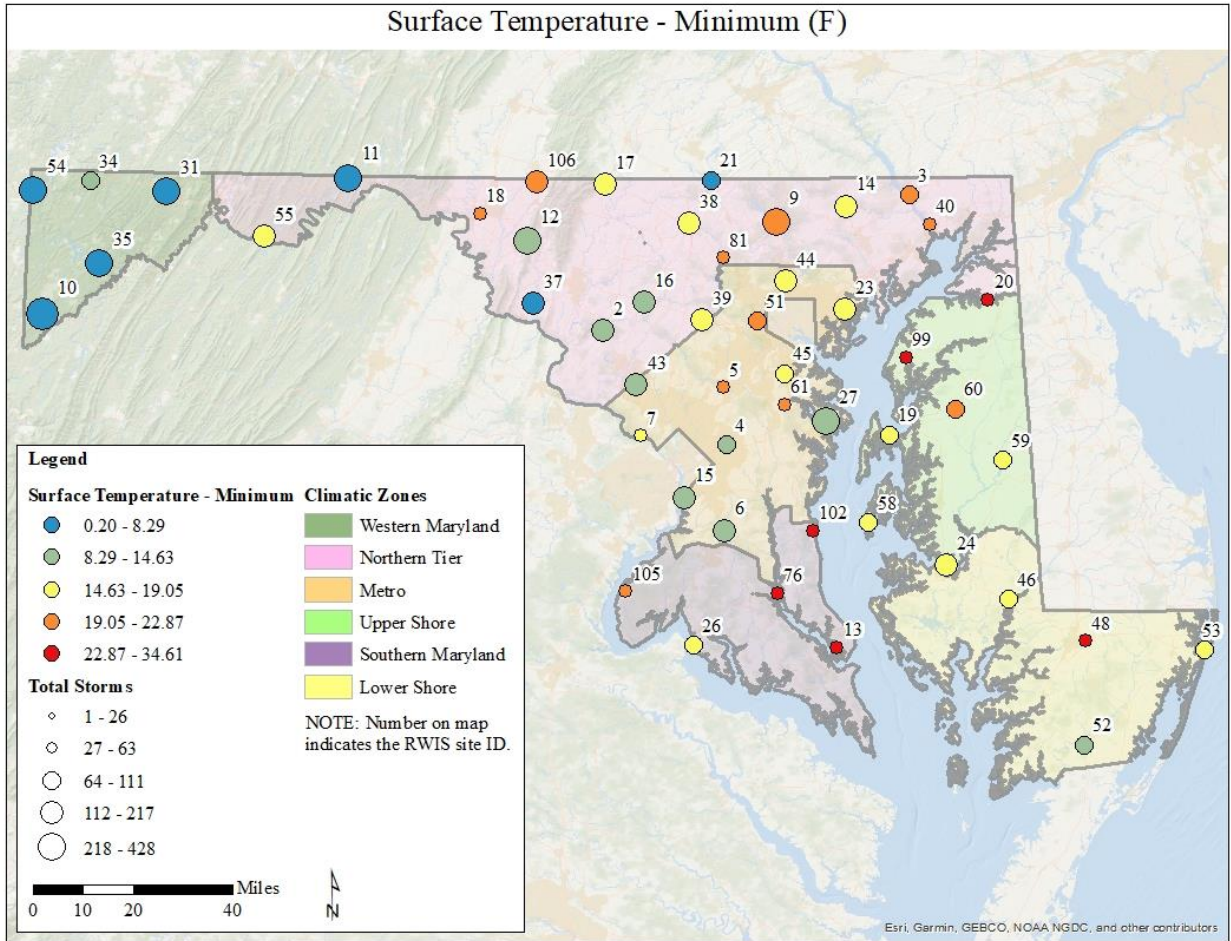 Surface Temperature - Minimum (F)
54
34
31
11
106
17
21
14
3
18
12
38
9
40
55
81
35
44
10
37
16
39
51
23
20
2
99
43
5
45
61
27
60
7
4
19
59
15
6
102
58
24
105
76
46
26
13
48
53
52
Legend
Surface Temperature - Minimum
0.20 - 8.29
8.29 - 14.63
14.63 - 19.05
19.05 - 22.87
22.87 - 34.61
Total Storms
1 - 26
27 - 63
64 - 111
112 - 217
218 - 428
Climatic Zones
Western Maryland
Northern Tier
Metro
Upper Shore
Southern Maryland
Lower Shore
NOTE: Number on map
indicates the RWIS site ID.
Miles
0 10 20 40
N
Esri, Garmin, GEBCO, NOAA NGDC, and other contributors